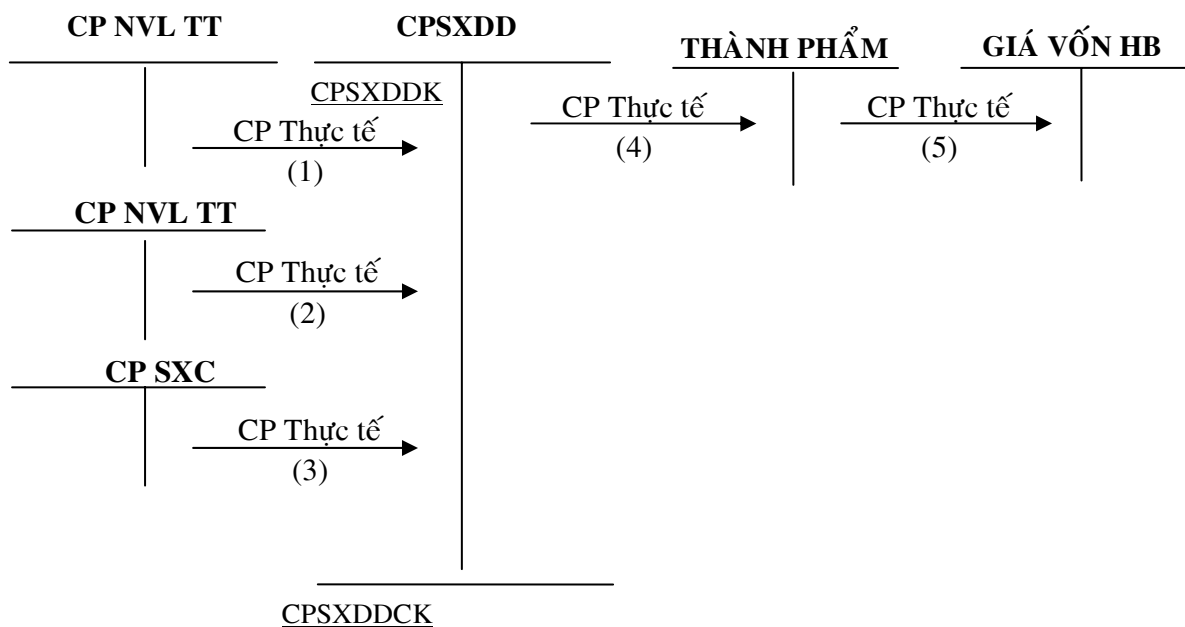 CP NVL TT
CPSXDD
THÀNH PHẨM
GIÁ VỐN HB
CPSXDDK
CP Thực tế
(1)
CP Thực tế
(4)
CP Thực tế
(5)
CP NVL TT
CP Thực tế
(2)
CP SXC
CP Thực tế
(3)
CPSXDDCK